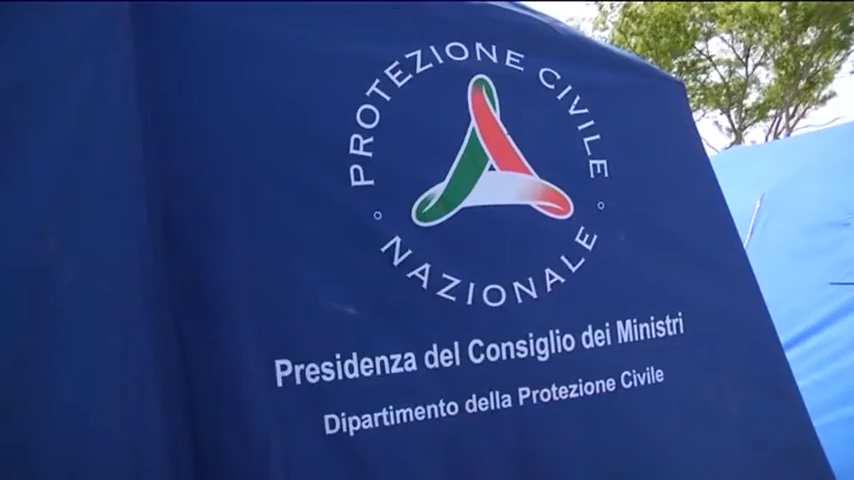 PROTEZIONE CIVILE
NAZIONALE
Presidenza del Consiglio dei Ministri
Dipartimento della Protezione Civile